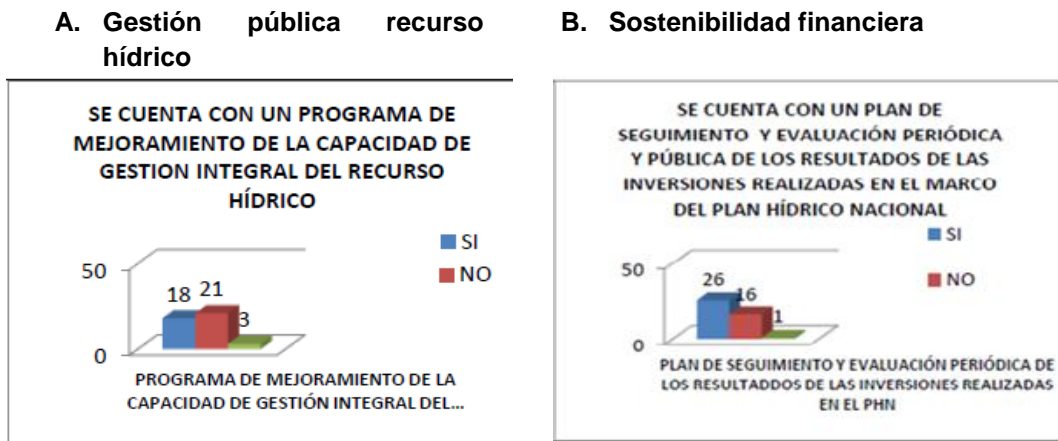 A. Gestión pública recurso
hídrico
SE CUENTA CON UN PROGRAMA DE
MEJORAMIENTO DE LA CAPACIDAD DE
GESTION INTEGRAL DEL RECURSO
HÍDRICO
SI
NO
50
18 21
3
0
PROGRAMA DE MEJORAMIENTO DE LA
CAPACIDAD DE GESTIÓN INTEGRAL DEL...
B. Sostenibilidad financiera
SE CUENTA CON UN PLAN DE
SEGUIMIENTO Y EVALUACIÓN PERIÓDICA
Y PÚBLICA DE LOS RESULTADOS DE LAS
INVERSIONES REALIZADAS EN EL MARCO
DEL PLAN HÍDRICO NACIONAL
SI
NO
50
26
16
1
0
PLAN DE SEGUIMIENTO Y EVALUACIÓN PERIÓDICA DE
LOS RESULTADDOS DE LAS INVERSIONES REALIZADAS
EN EL PHN